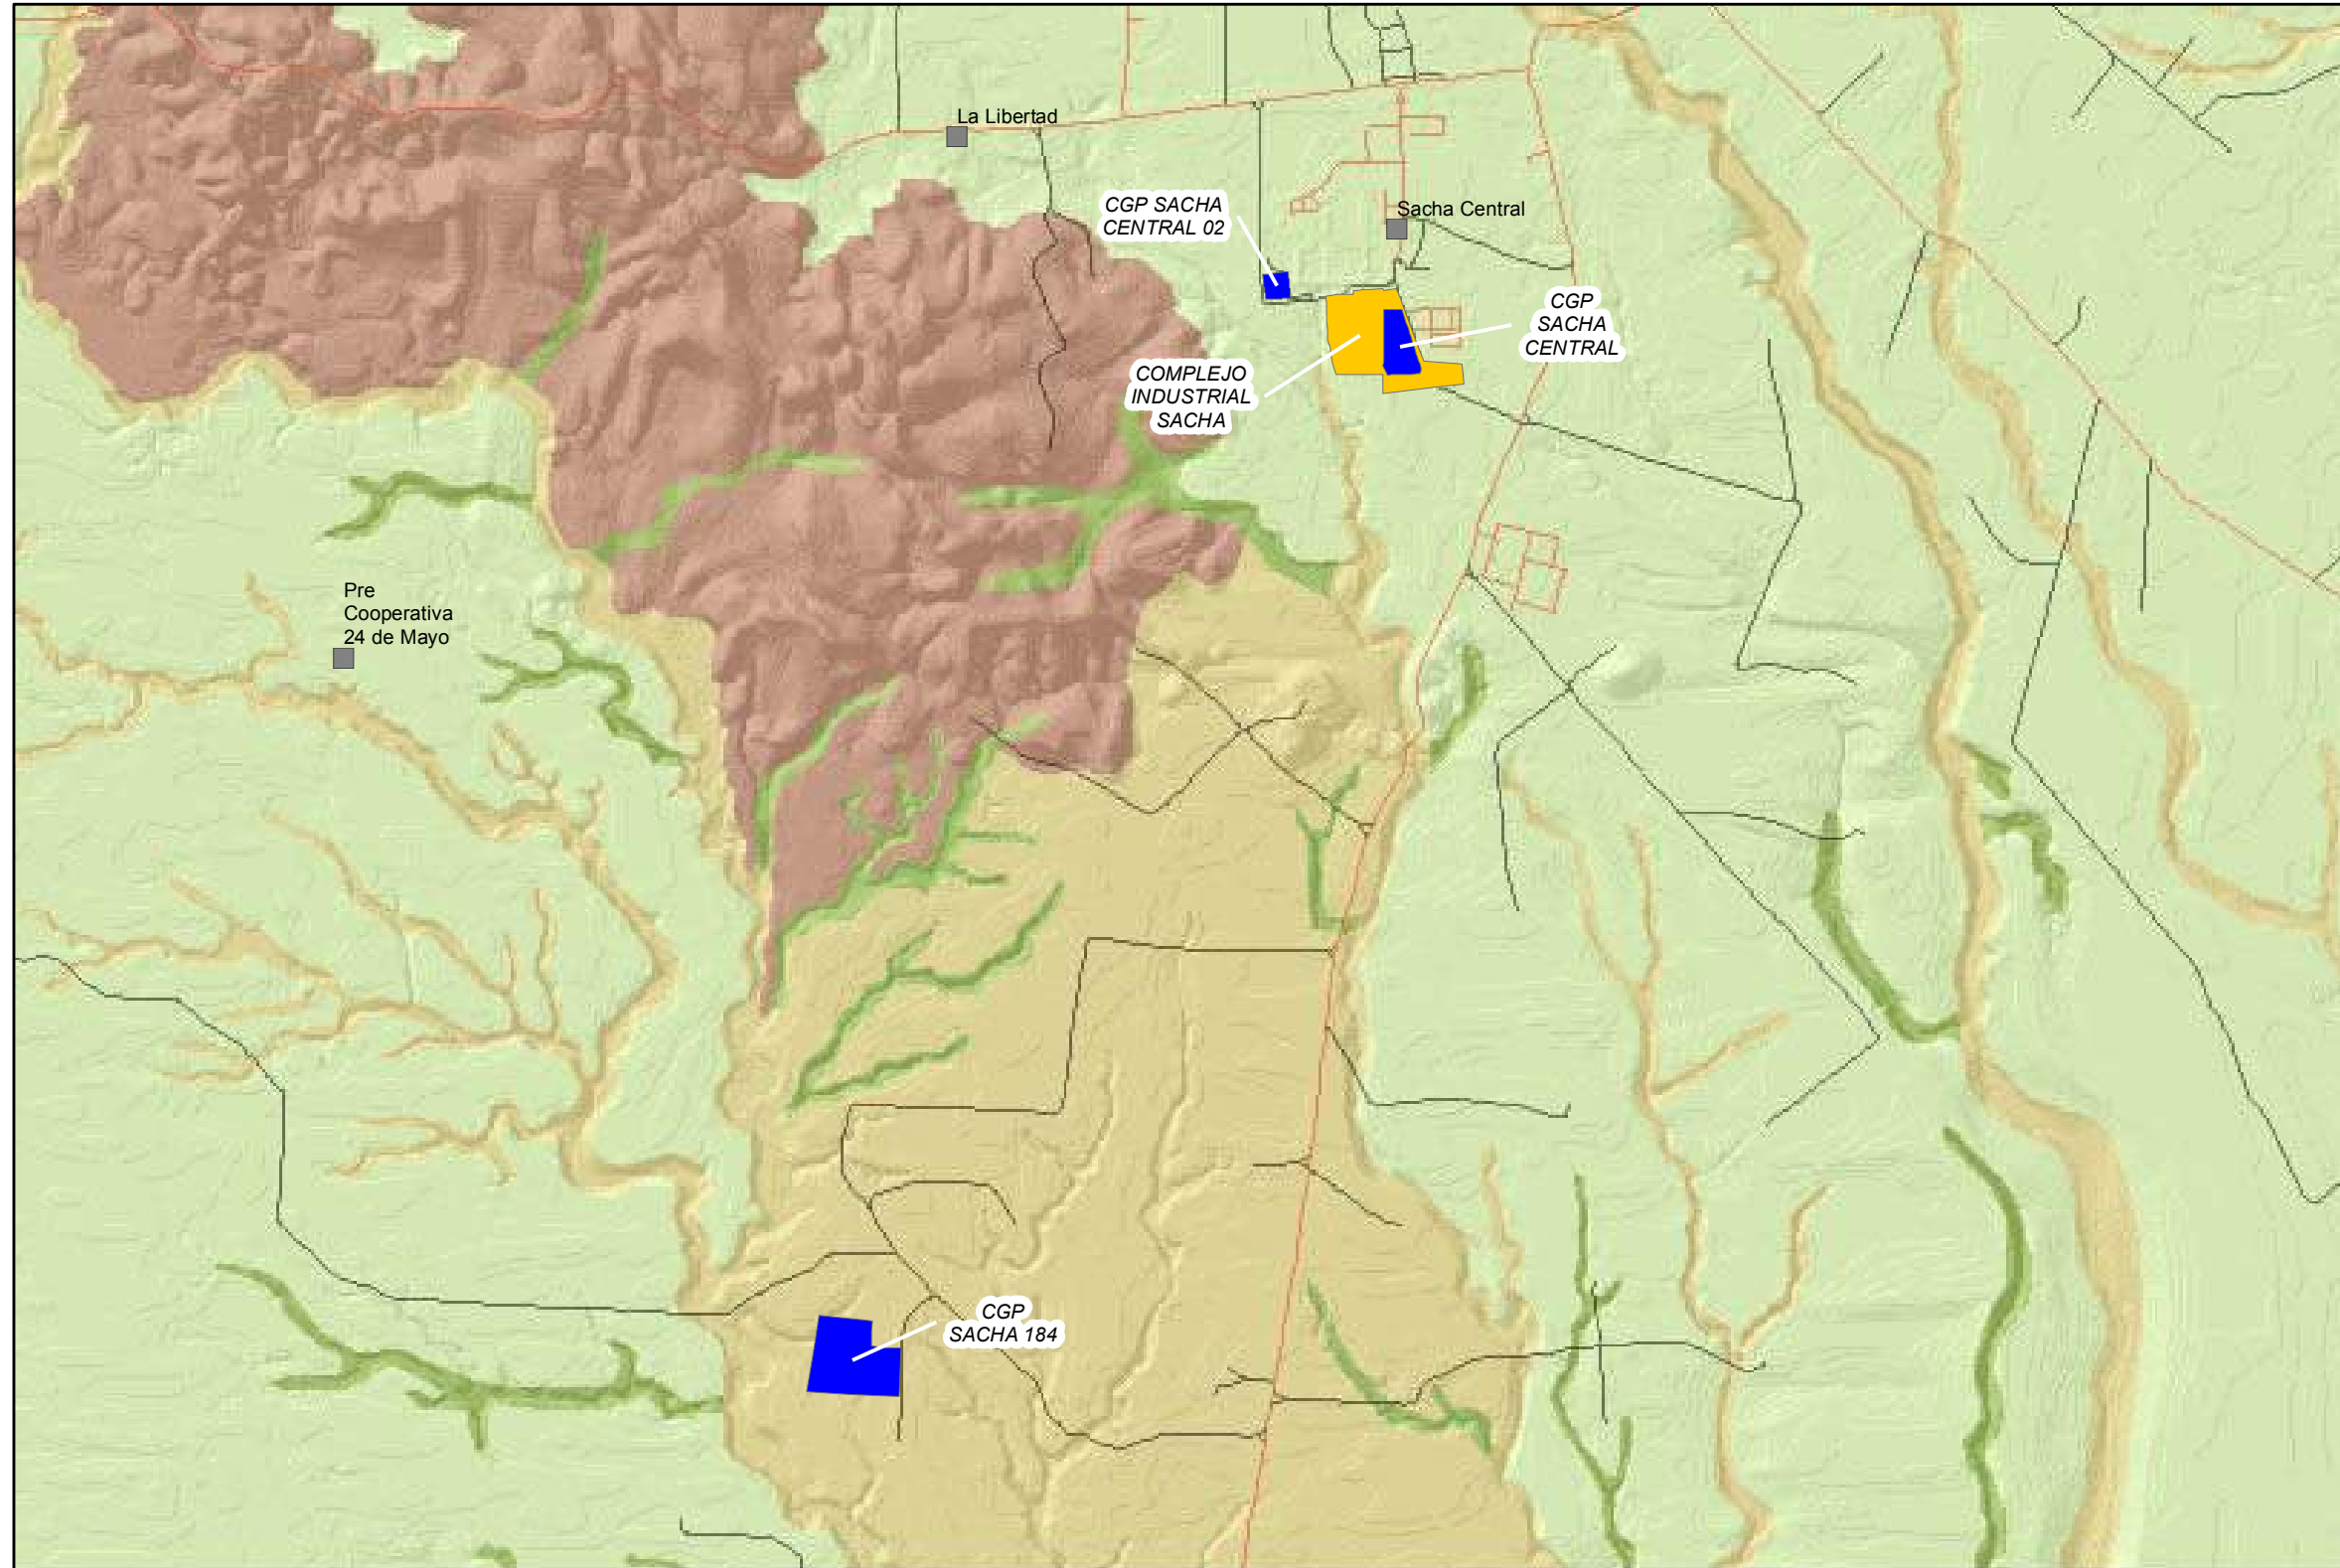 La Libertad
CGP SACHA
CENTRAL 02
Sacha Central
CGP
SACHA
CENTRAL
COMPLEJO
INDUSTRIAL
SACHA
Pre
Cooperativa
24 de Mayo
CGP
SACHA 184